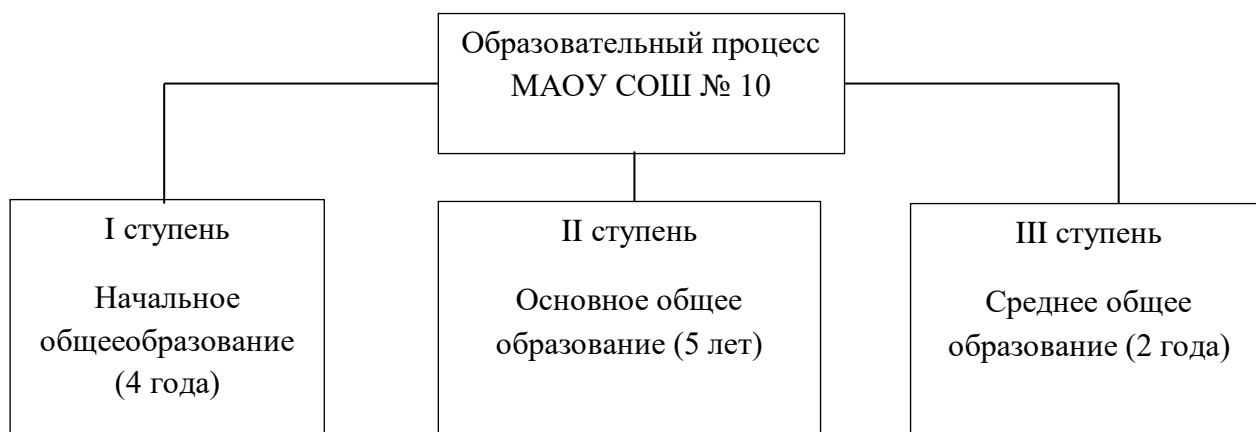 Образовательный процесс
МАОУ СОШ № 10
I ступень
Начальное
общееобразование
(4 года)
II ступень
Основное общее
образование (5 лет)
III ступень
Среднее общее
образование (2 года)